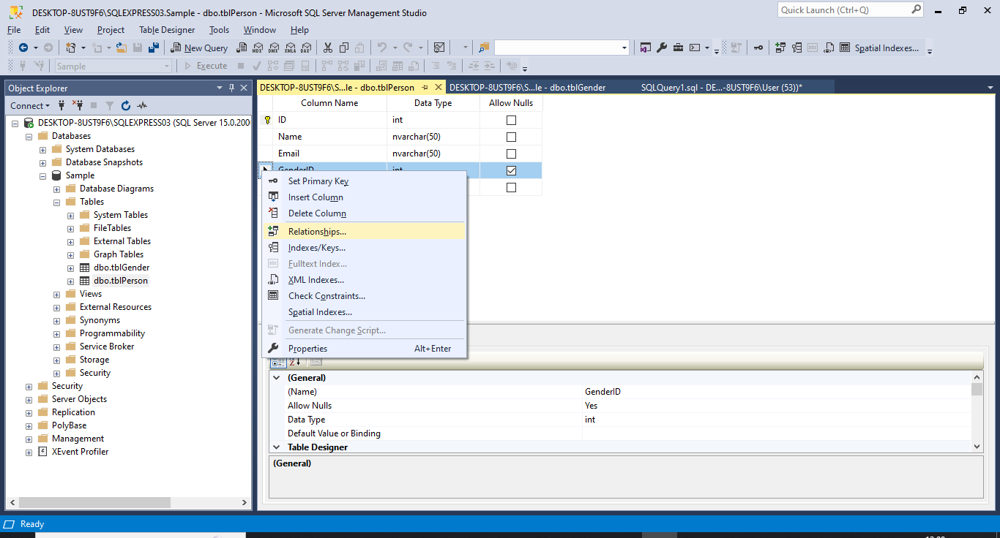 DESKTOP-8UST9F6\SQLEXPRESS03.Sample - dbo.tblPerson - Microsoft SQL Server Management Studio
Quick Launch (Ctrl+Q)
File Edit View Project Table Designer Tools Window Help
New Query MDX DMX XMLA DAX Spatial Indexes...
Sample Execute
Object Explorer
DESKTOP-8UST9F6\S...le - dbo.tblPerson DESKTOP-8UST9F6\S...le - dbo.tblGender SQLQuery1.sql - DE...-8UST9F6\User (53))*
Connect
DESKTOP-8UST9F6\SQLEXPRESS03 (SQL Server 15.0.200
Databases
System Databases
Database Snapshots
Sample
Database Diagrams
Tables
System Tables
FileTables
External Tables
Graph Tables
dbo.tblGender
dbo.tblPerson
Views
External Resources
Synonyms
Programmability
Service Broker
Storage
Security
Security
Server Objects
Replication
PolyBase
Management
XEvent Profiler
Column Name Data Type Allow Nulls
ID int
Name nvarchar(50)
Email nvarchar(50)
GenderID int
Set Primary Key
Insert Column
Delete Column
Relationships...
Indexes/Keys...
Fulltext Index...
XML Indexes...
Check Constraints...
Spatial Indexes...
Generate Change Script...
Properties Alt+Enter
(General)
(Name) GenderID
Allow Nulls Yes
Data Type int
Default Value or Binding
Table Designer
(General)
Ready